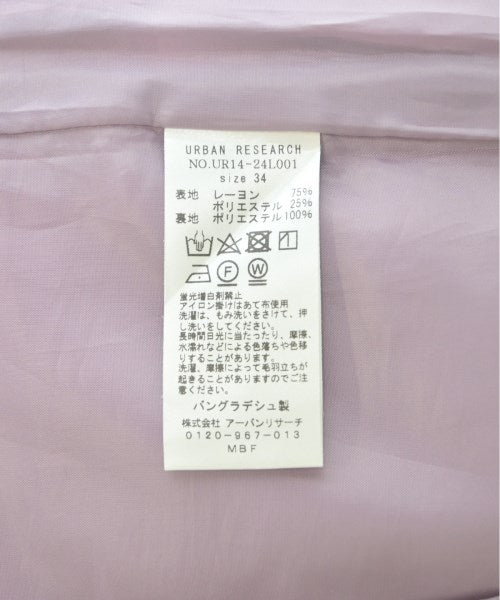 URBAN RESEARCH
NO.UR14-24L001
size 34
表地 レーヨン 75%
ポリエステル 25%
裏地 ポリエステル100%
F W
蛍光増白剤禁止
アイロン掛けはあて布使用
洗濯は、もみ洗いをさけて、押
し洗いをしてください。
長時間日光に当たったり、摩擦、
水濡れなどによる色落ちや色移
りすることがあります。
洗濯、摩擦によって毛羽立ちが
起きることがありますのでご注
意ください。
バングラデシュ製
株式会社 アーバンリサーチ
0120-967-013
MBF